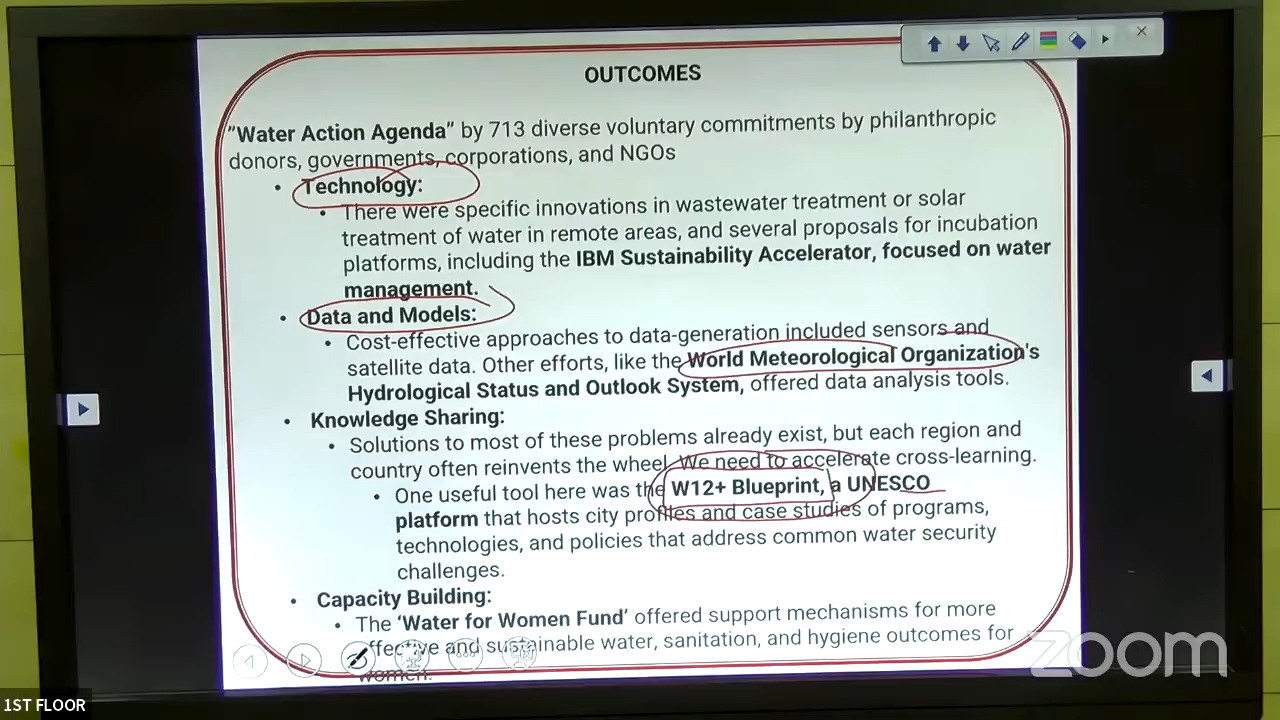 OUTCOMES
"Water Action Agenda" by 713 diverse voluntary commitments by philanthropic
donors, governments, corporations, and NGOs
• Technology:
• There were specific innovations in wastewater treatment or solar
treatment of water in remote areas, and several proposals for incubation
platforms, including the IBM Sustainability Accelerator, focused on water
management.
• Data and Models:
• Cost-effective approaches to data-generation included sensors and
satellite data. Other efforts, like the World Meteorological Organization's
Hydrological Status and Outlook System, offered data analysis tools.
• Knowledge Sharing:
• Solutions to most of these problems already exist, but each region and
country often reinvents the wheel. We need to accelerate cross-learning.
• One useful tool here was the W12+ Blueprint, a UNESCO
platform that hosts city profiles and case studies of programs,
technologies, and policies that address common water security
challenges.
• Capacity Building:
• The 'Water for Women Fund' offered support mechanisms for more
effective and sustainable water, sanitation, and hygiene outcomes for
women.
zoom
1ST FLOOR